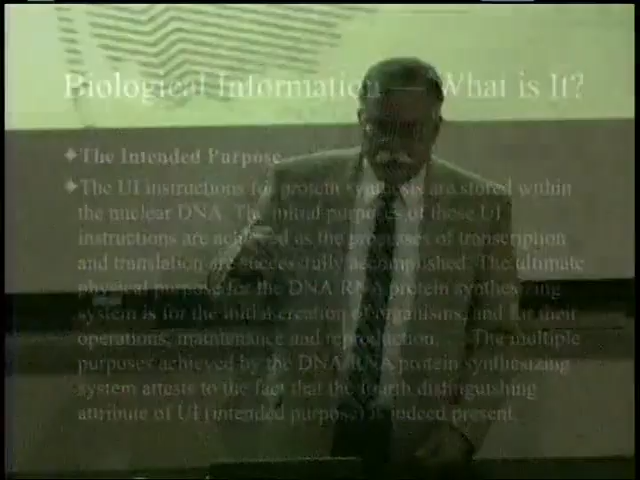 Biological Information — What is It?
The Intended Purpose
The UI instructions for protein synthesis are stored within
the nuclear DNA. The initial purposes of those UI
instructions are achieved as the processes of transcription
and translation are successfully accomplished. The ultimate
physical purpose for the DNA/RNA protein synthesizing
system is for the initial creation of organisms, and for their
operations, maintenance and reproduction. The multiple
purposes achieved by the DNA/RNA protein synthesizing
system attests to the fact that the fourth distinguishing
attribute of UI (intended purpose) is indeed present.